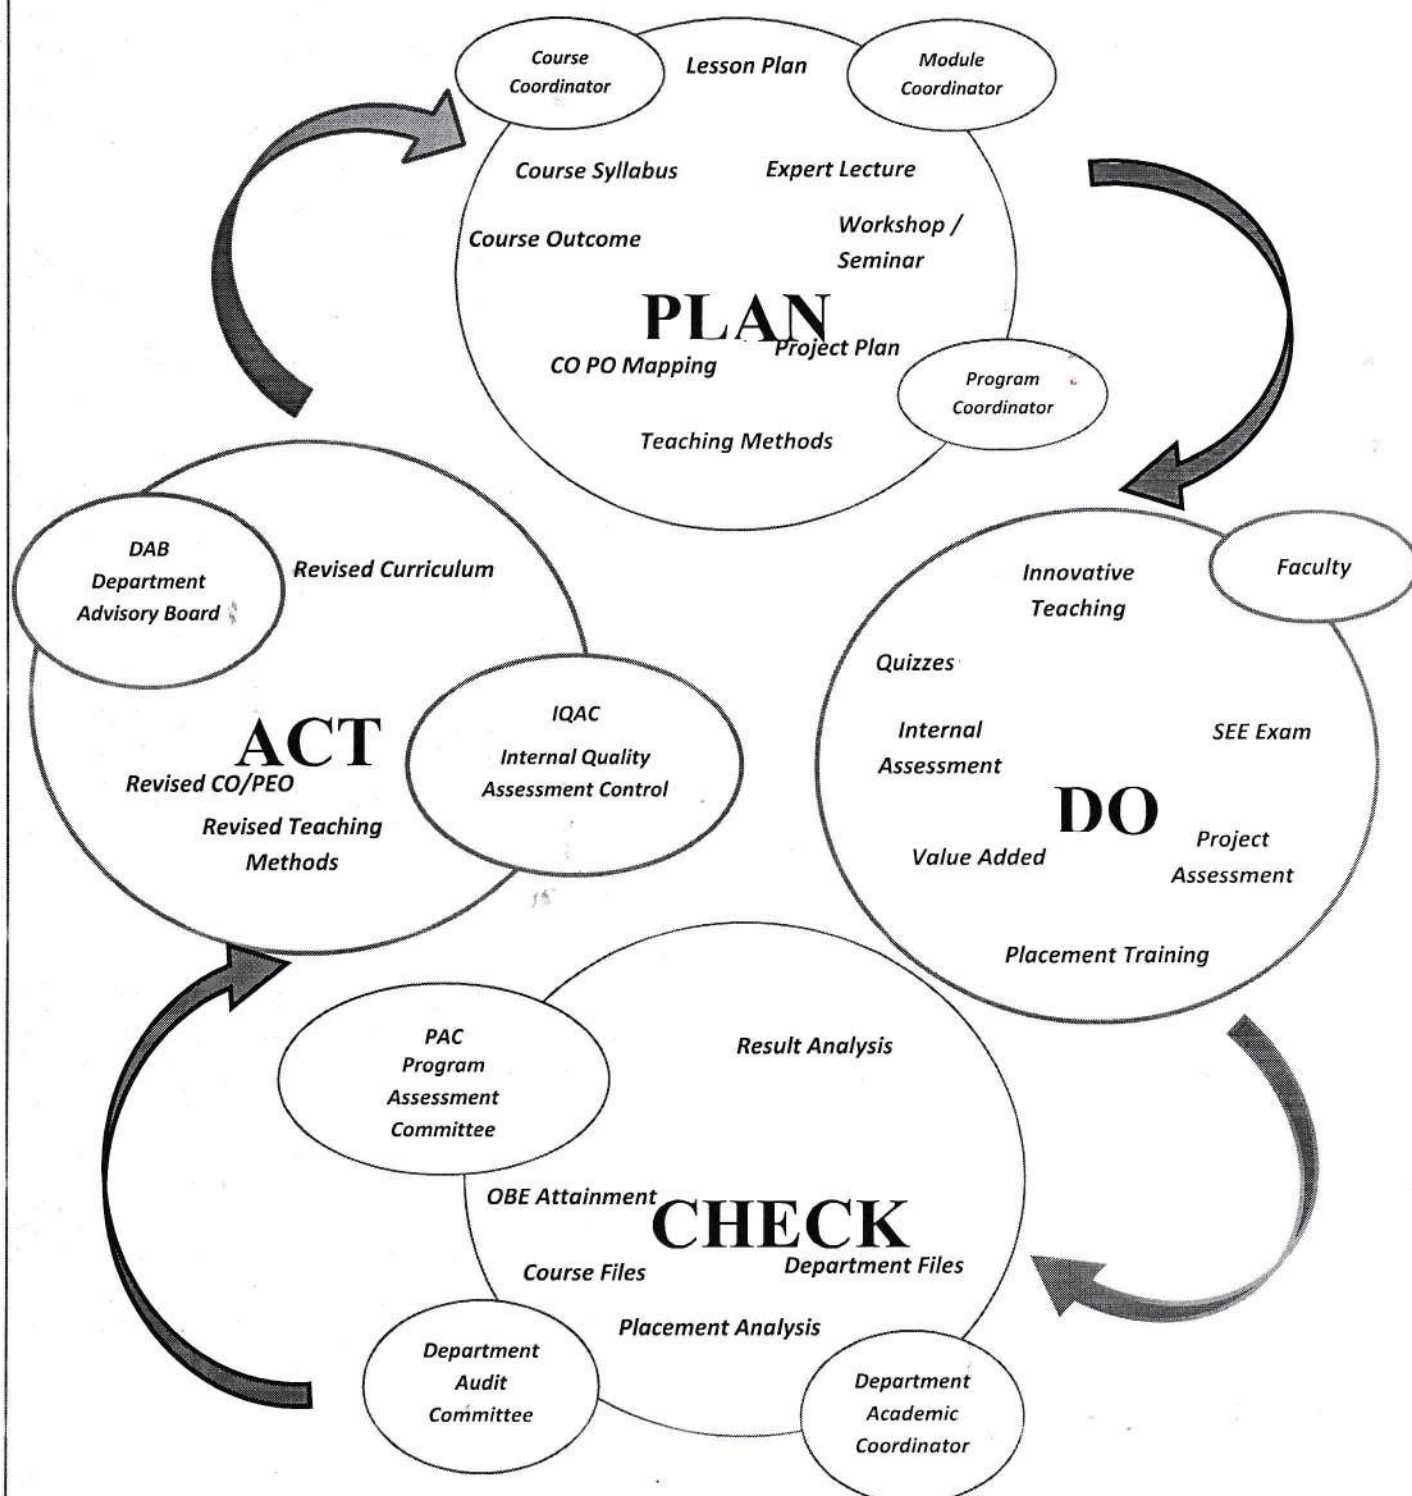 Course
Coordinator
Lesson Plan
Module
Coordinator
Course Syllabus
Expert Lecture
Course Outcome
Workshop /
Seminar
PLAN
CO PO Mapping
Project Plan
Program
Coordinator
Teaching Methods
DAB
Department
Advisory Board
Revised Curriculum
ACT
IQAC
Internal Quality
Assessment Control
Revised CO/PEO
Revised Teaching
Methods
Innovative
Teaching
Faculty
Quizzes
Internal
Assessment
SEE Exam
DO
Value Added
Project
Assessment
Placement Training
PAC
Program
Assessment
Committee
Result Analysis
OBE Attainment
CHECK
Course Files
Department Files
Placement Analysis
Department
Audit
Committee
Department
Academic
Coordinator